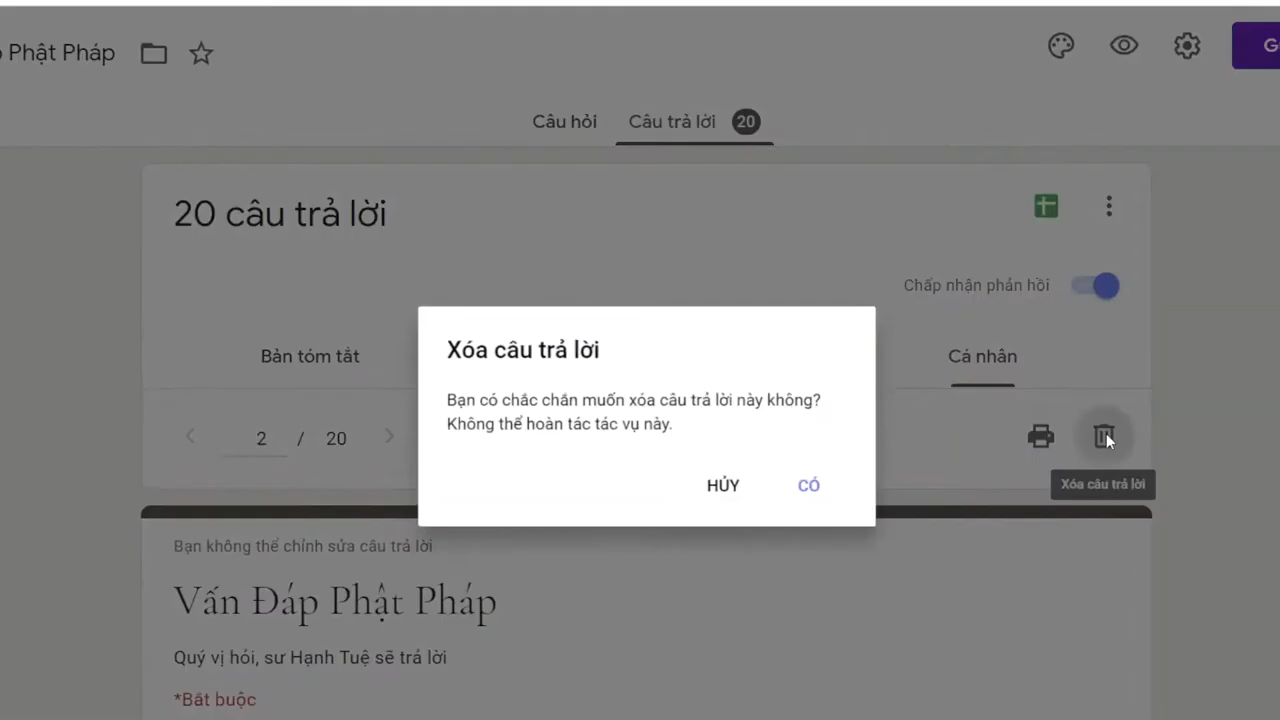 Phật Pháp
G
Câu hỏi
Câu trả lời 20
20 câu trả lời
Chấp nhận phản hồi
Bản tóm tắt
Cá nhân
2 / 20
Xóa câu trả lời
Bạn có chắc chắn muốn xóa câu trả lời này không?
Không thể hoàn tác tác vụ này.
HỦY CÓ
Xóa câu trả lời
Bạn không thể chỉnh sửa câu trả lời
Vấn Đáp Phật Pháp
Quý vị hỏi, sư Hạnh Tuệ sẽ trả lời
*Bắt buộc